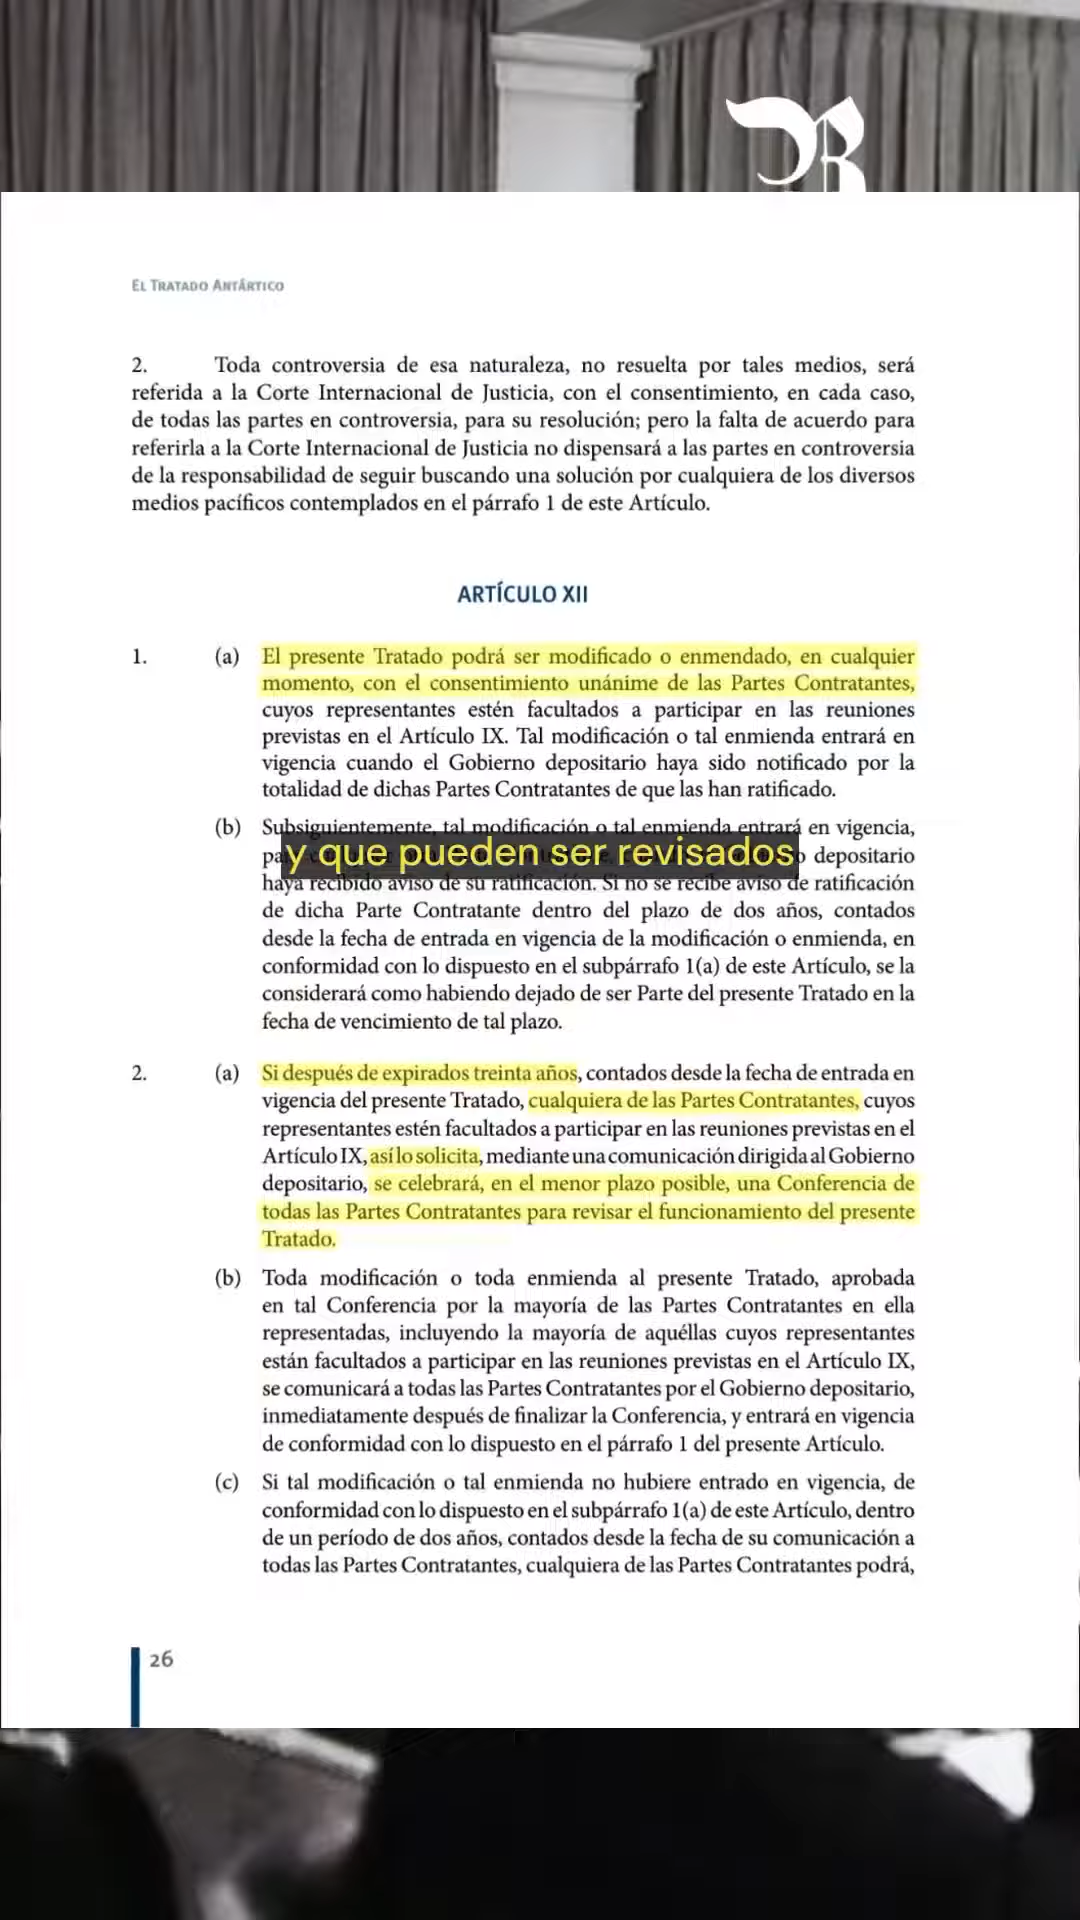 EL TRATADO ANTÁRTICO
2. Toda controversia de esa naturaleza, no resuelta por tales medios, será
referida a la Corte Internacional de Justicia, con el consentimiento, en cada caso,
de todas las partes en controversia, para su resolución; pero la falta de acuerdo para
referirla a la Corte Internacional de Justicia no dispensará a las partes en controversia
de la responsabilidad de seguir buscando una solución por cualquiera de los diversos
medios pacíficos contemplados en el párrafo 1 de este Artículo.
ARTÍCULO XII
1. (a) El presente Tratado podrá ser modificado o enmendado, en cualquier
momento, con el consentimiento unánime de las Partes Contratantes,
cuyos representantes estén facultados a participar en las reuniones
previstas en el Artículo IX. Tal modificación o tal enmienda entrará en
vigencia cuando el Gobierno depositario haya sido notificado por la
totalidad de dichas Partes Contratantes de que las han ratificado.
(b) Subsiguientemente, tal modificación o tal enmienda entrará en vigencia,
y que pueden ser revisados
depositario
haya recibido aviso de su ratificación. Si no se recibe aviso de ratificación
de dicha Parte Contratante dentro del plazo de dos años, contados
desde la fecha de entrada en vigencia de la modificación o enmienda, en
conformidad con lo dispuesto en el subpárrafo 1(a) de este Artículo, se la
considerará como habiendo dejado de ser Parte del presente Tratado en la
fecha de vencimiento de tal plazo.
2. (a) Si después de expirados treinta años, contados desde la fecha de entrada en
vigencia del presente Tratado, cualquiera de las Partes Contratantes, cuyos
representantes estén facultados a participar en las reuniones previstas en el
Artículo IX, así lo solicita, mediante una comunicación dirigida al Gobierno
depositario, se celebrará, en el menor plazo posible, una Conferencia de
todas las Partes Contratantes para revisar el funcionamiento del presente
Tratado.
(b) Toda modificación o toda enmienda al presente Tratado, aprobada
en tal Conferencia por la mayoría de las Partes Contratantes en ella
representadas, incluyendo la mayoría de aquéllas cuyos representantes
están facultados a participar en las reuniones previstas en el Artículo IX,
se comunicará a todas las Partes Contratantes por el Gobierno depositario,
inmediatamente después de finalizar la Conferencia, y entrará en vigencia
de conformidad con lo dispuesto en el párrafo 1 del presente Artículo.
(c) Si tal modificación o tal enmienda no hubiere entrado en vigencia, de
conformidad con lo dispuesto en el subpárrafo 1(a) de este Artículo, dentro
de un período de dos años, contados desde la fecha de su comunicación a
todas las Partes Contratantes, cualquiera de las Partes Contratantes podrá,
26